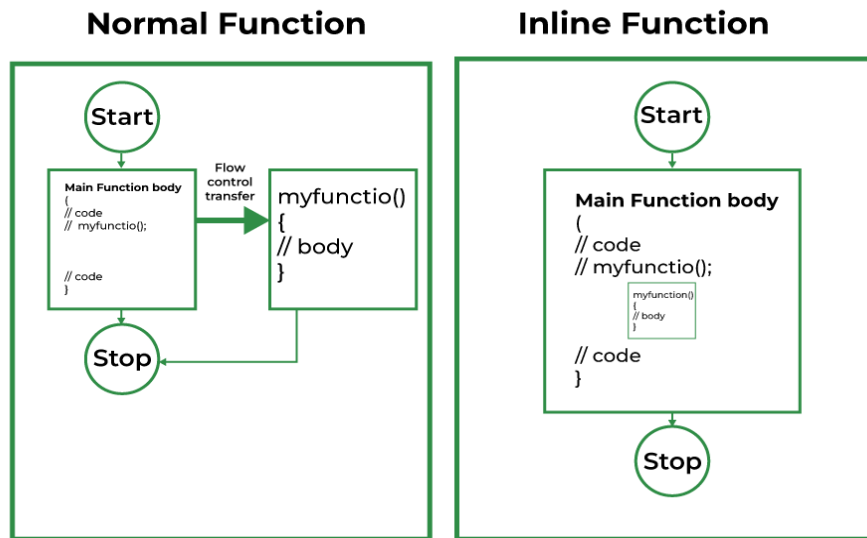 Normal Function
Start
Main Function body
{
// code
// myfunctio();
// code
}
Flow
control
transfer
myfunctio()
{
// body
}
Stop
Inline Function
Start
Main Function body
(
// code
// myfunctio();
myfunction()
{
// body
}
// code
}
Stop